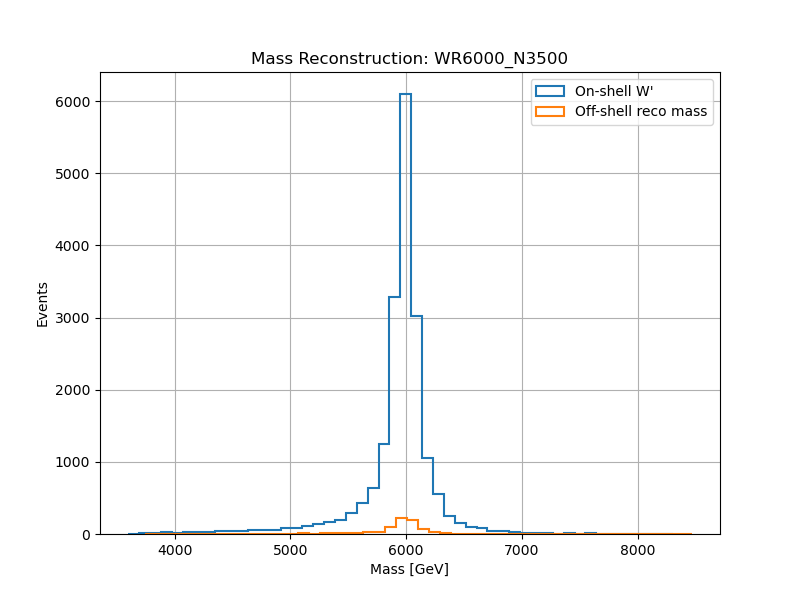 Mass Reconstruction: WR6000_N3500
On-shell W'
Off-shell reco mass
6000
5000
4000
3000
2000
1000
0
Events
4000 5000 6000 7000 8000
Mass [GeV]